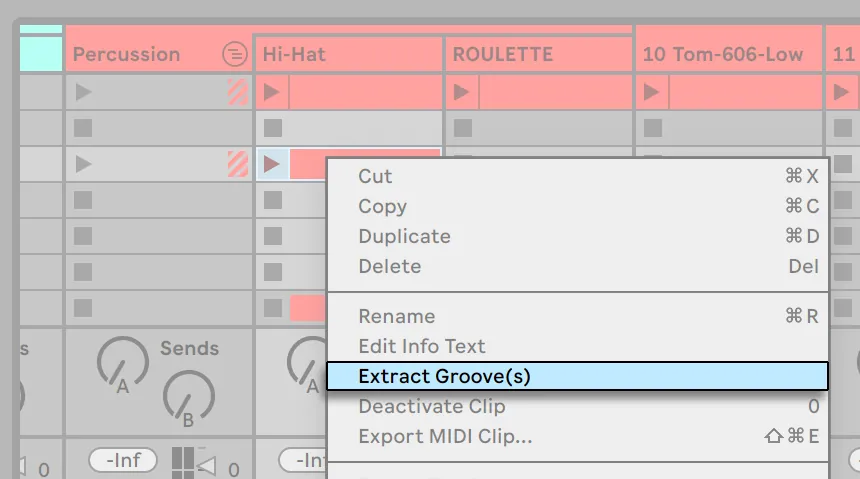 Percussion
Hi-Hat
ROULETTE
10 Tom-606-Low
11
Cut ⌘X
Copy ⌘C
Duplicate ⌘D
Delete Del
Rename ⌘R
Edit Info Text
Extract Groove(s)
Deactivate Clip 0
Export MIDI Clip... ⇧⌘E
s
Sends
A
B
A
-Inf
0
-Inf